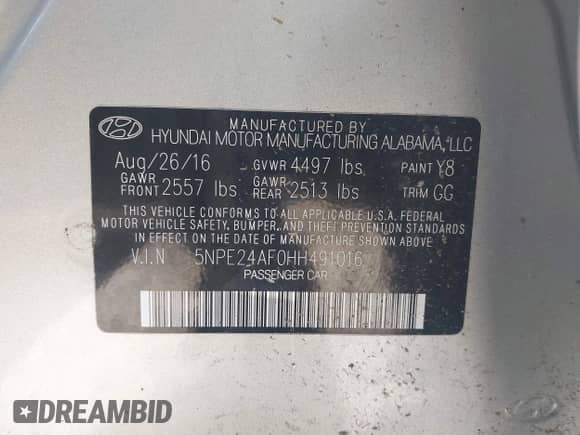 MANUFACTURED BY
HYUNDAI MOTOR MANUFACTURING ALABAMA, LLC
Aug/26/16 GVWR 4497 lbs PAINT Y8
GAWR FRONT 2557 lbs GAWR REAR 2513 lbs TRIM GG
THIS VEHICLE CONFORMS TO ALL APPLICABLE U.S.A. FEDERAL
MOTOR VEHICLE SAFETY, BUMPER, AND THEFT PREVENTION STANDARDS
IN EFFECT ON THE DATE OF MANUFACTURE SHOWN ABOVE
V.I.N 5NPE24AF0HH491016
PASSENGER CAR
DREAMBID